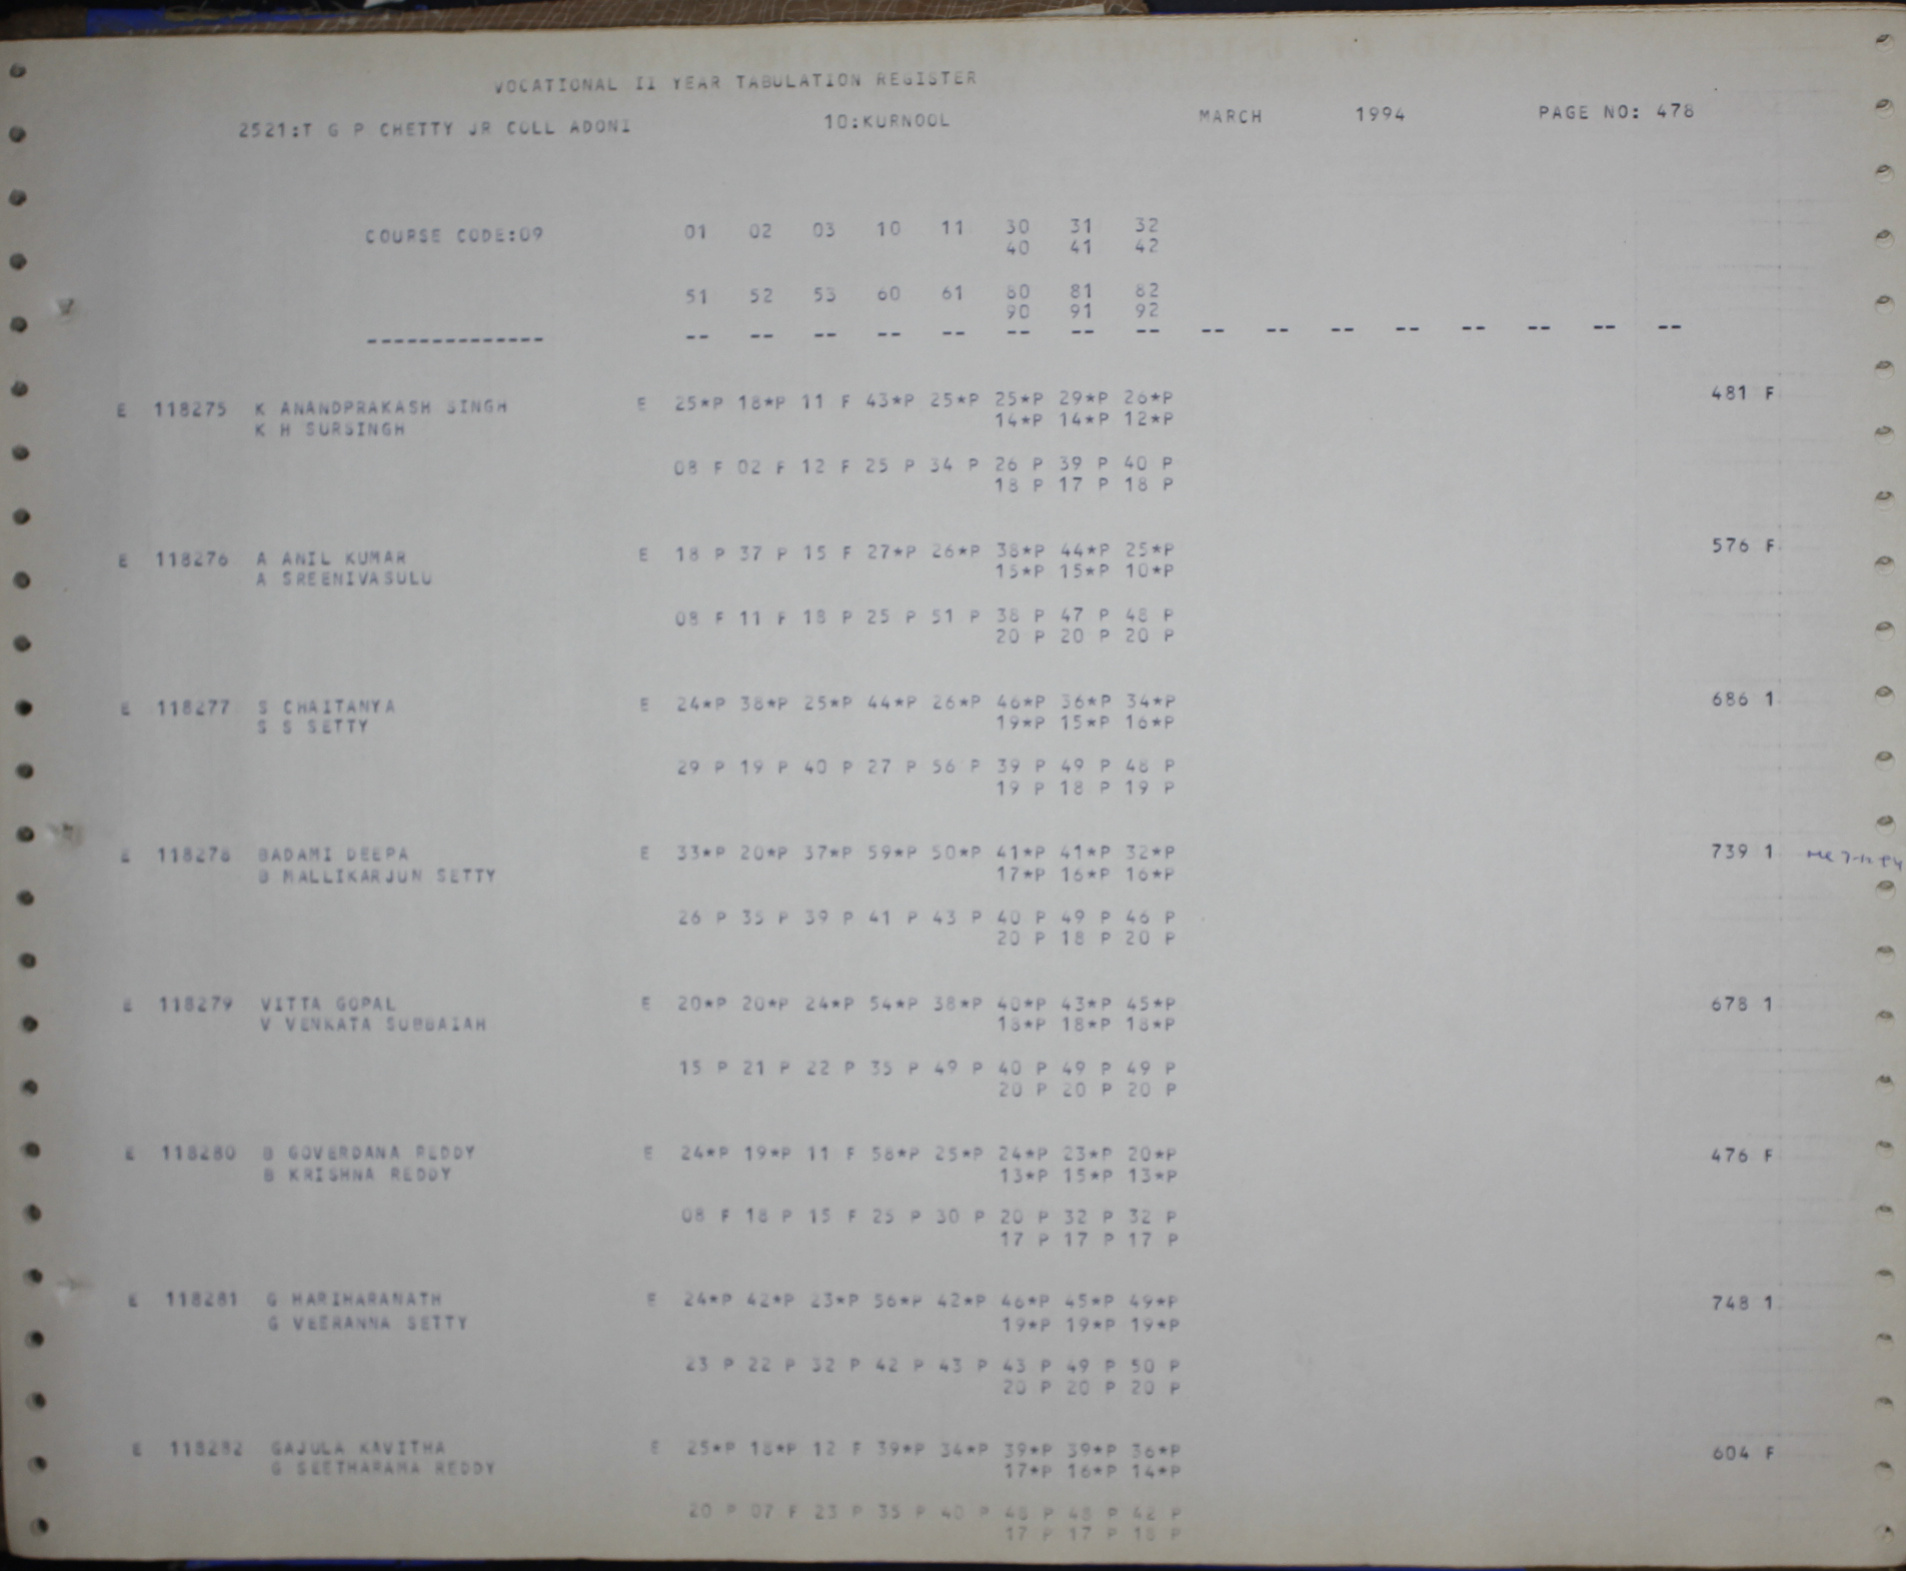 VOCATIONAL II YEAR TABULATION REGISTER
2521:T G P CHETTY JR COLL ADONI 10:KURNOOL MARCH 1994 PAGE NO: 478
COURSE CODE:09 01 02 03 10 11 30 31 32
40 41 42
51 52 53 60 61 80 81 82
90 91 92
-------------- -- -- -- -- -- -- -- -- -- -- -- -- -- -- -- --
E 118275 K ANANDPRAKASH SINGH E 25*P 18*P 11 F 43*P 25*P 25*P 29*P 26*P 481 F
K H SURSINGH 14*P 14*P 12*P
08 F 02 F 12 F 25 P 34 P 26 P 39 P 40 P
18 P 17 P 18 P
E 118276 A ANIL KUMAR E 18 P 37 P 15 F 27*P 26*P 38*P 44*P 25*P 576 F
A SREENIVASULU 15*P 15*P 10*P
08 F 11 F 18 P 25 P 51 P 38 P 47 P 48 P
20 P 20 P 20 P
E 118277 S CHAITANYA E 24*P 38*P 25*P 44*P 26*P 46*P 36*P 34*P 686 1
S S SETTY 19*P 15*P 16*P
29 P 19 P 40 P 27 P 56 P 39 P 49 P 48 P
19 P 18 P 19 P
E 118278 BADAMI DEEPA E 33*P 20*P 37*P 59*P 50*P 41*P 41*P 32*P 739 1
B MALLIKARJUN SETTY 17*P 16*P 16*P
26 P 35 P 39 P 41 P 43 P 40 P 49 P 46 P
20 P 18 P 20 P
E 118279 VITTA GOPAL E 20*P 20*P 24*P 54*P 38*P 40*P 43*P 45*P 678 1
V VENKATA SUBBAIAH 18*P 18*P 18*P
15 P 21 P 22 P 35 P 49 P 40 P 49 P 49 P
20 P 20 P 20 P
E 118280 B GOVERDANA REDDY E 24*P 19*P 11 F 58*P 25*P 24*P 23*P 20*P 476 F
B KRISHNA REDDY 13*P 15*P 13*P
08 F 18 P 15 F 25 P 30 P 20 P 32 P 32 P
17 P 17 P 17 P
E 118281 G HARIHARANATH E 24*P 42*P 23*P 56*P 42*P 46*P 45*P 49*P 748 1
G VEERANNA SETTY 19*P 19*P 19*P
23 P 22 P 32 P 42 P 43 P 43 P 49 P 50 P
20 P 20 P 20 P
E 118282 GAJULA KAVITHA E 25*P 18*P 12 F 39*P 34*P 39*P 39*P 36*P 604 F
G SEETHARAMA REDDY 17*P 16*P 14*P
20 P 07 F 23 P 35 P 40 P 48 P 48 P 42 P
17 P 17 P 18 P